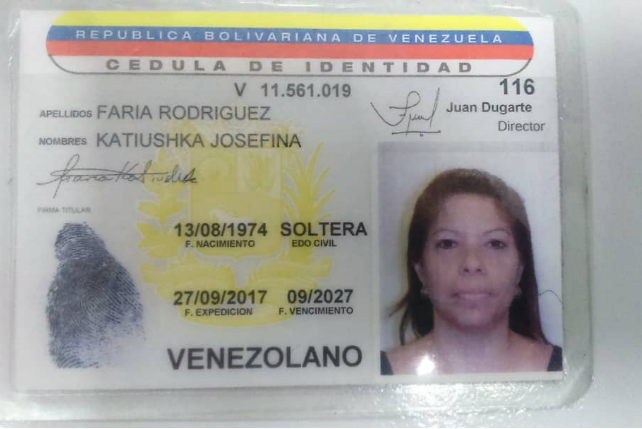 REPUBLICA BOLIVARIANA DE VENEZUELA
CEDULA DE IDENTIDAD
V 11.561.019
116
APELLIDOS FARIA RODRIGUEZ
Juan Dugarte
Director
NOMBRES KATIUSHKA JOSEFINA
FIRMA TITULAR
13/08/1974 SOLTERA
F. NACIMIENTO EDO CIVIL
27/09/2017 09/2027
F. EXPEDICION F. VENCIMIENTO
VENEZOLANO